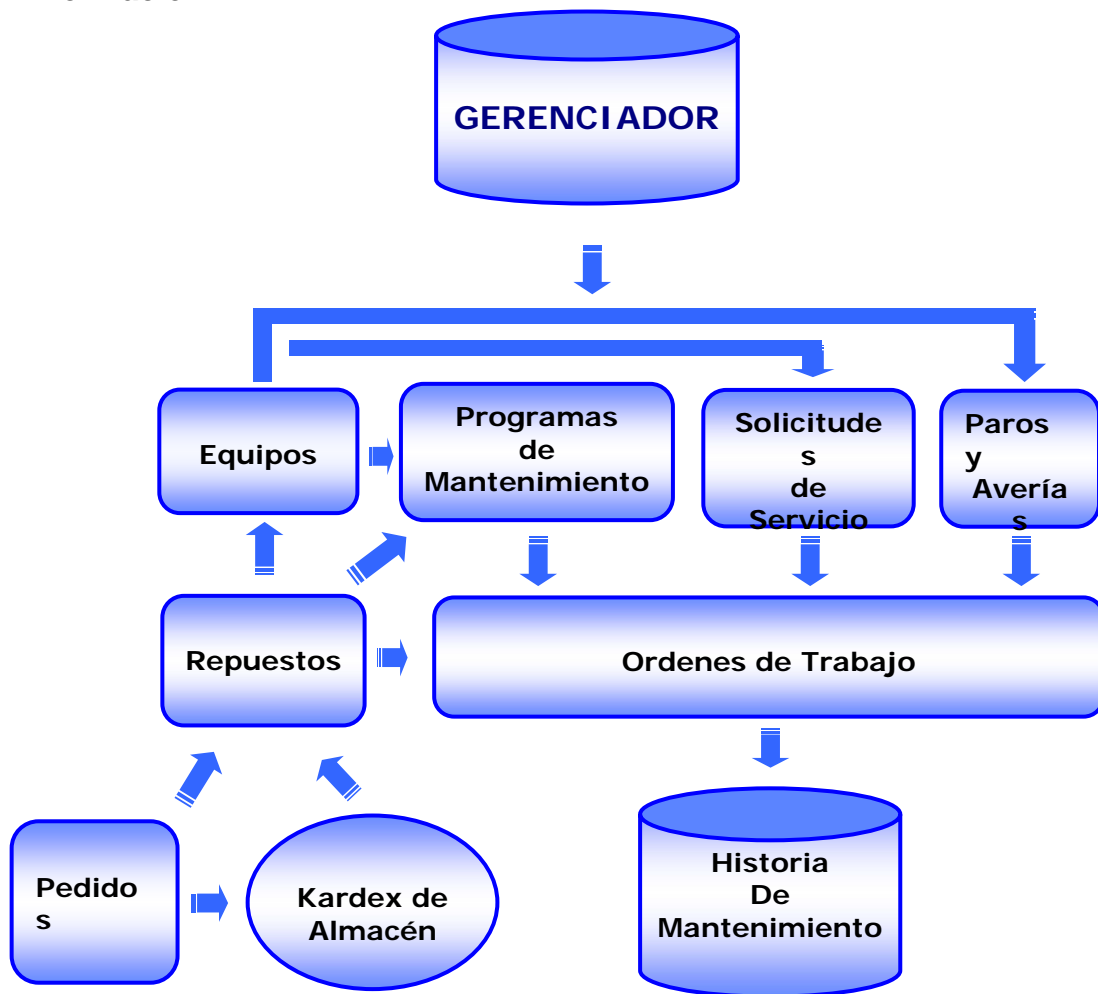 GERENCIADOR
Equipos
Programas
de
Mantenimiento
Solicitude
s
de
Servicio
Paros
y
Avería
s
Repuestos
Ordenes de Trabajo
Pedido
s
Kardex de
Almacén
Historia
De
Mantenimiento